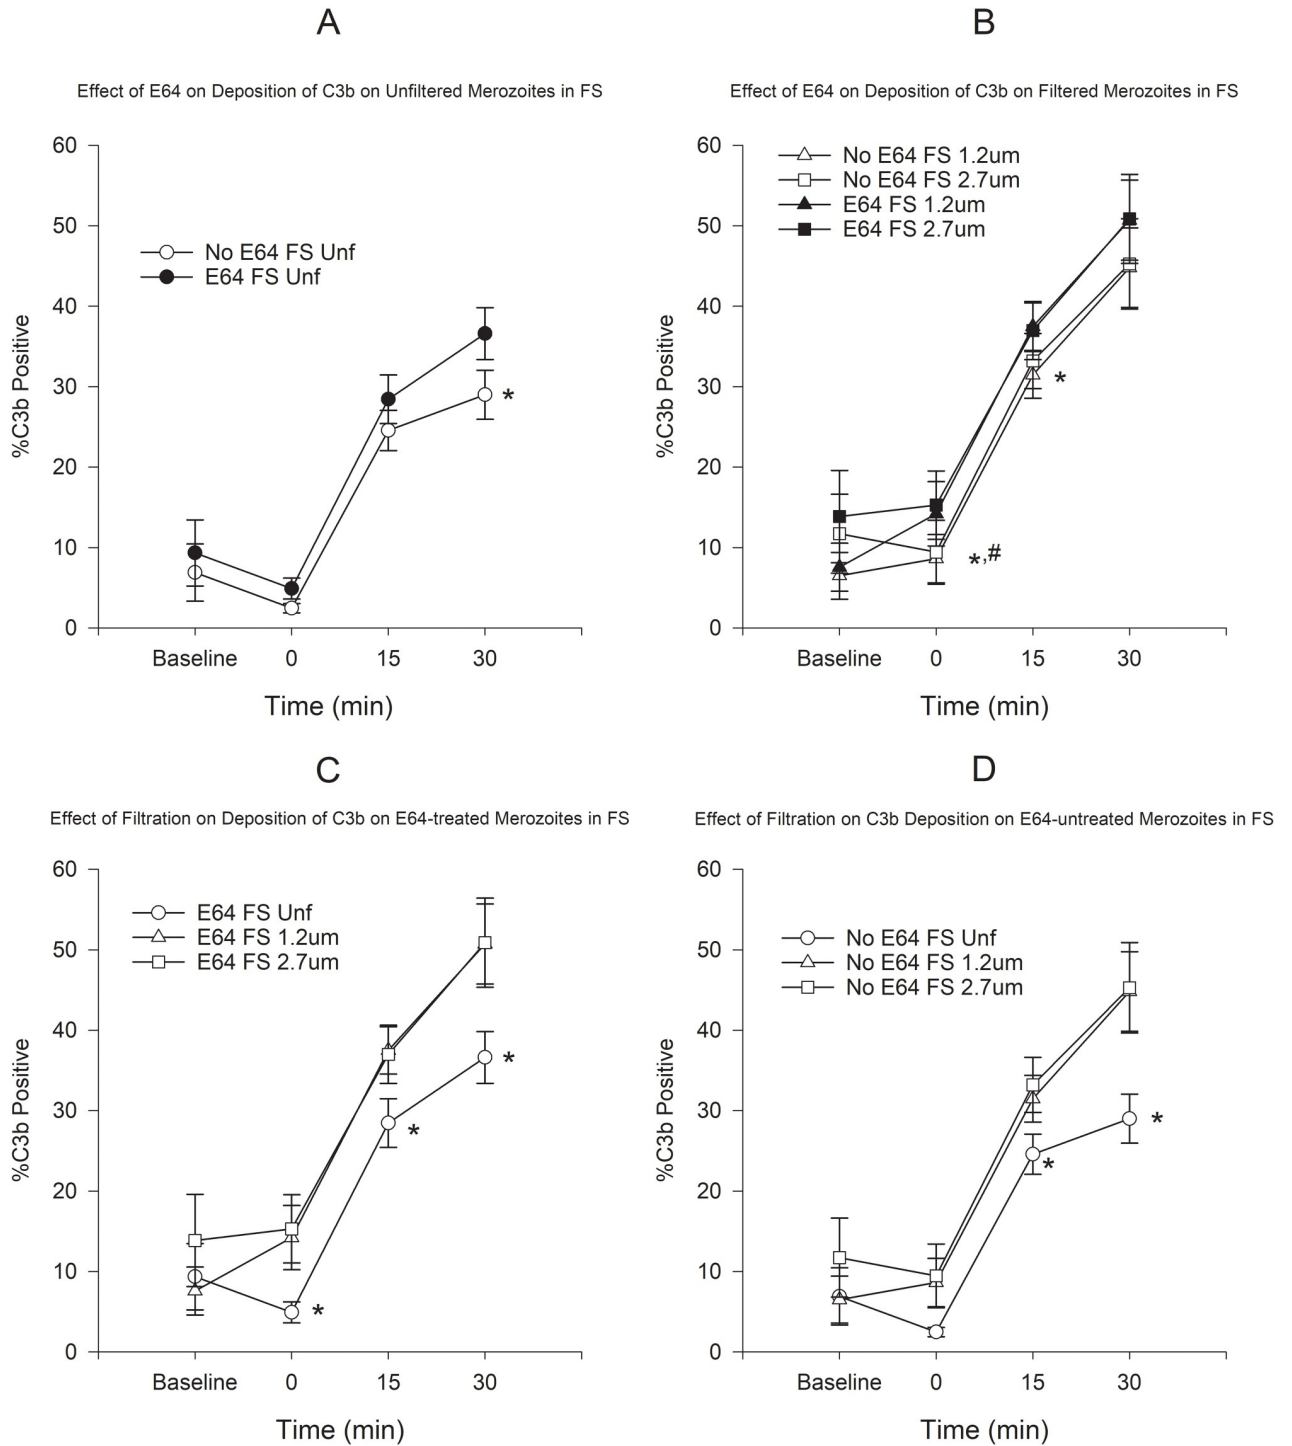 A
Effect of E64 on Deposition of C3b on Unfiltered Merozoites in FS
%C3b Positive
60
50
40
30
20
10
0
No E64 FS Unf
E64 FS Unf
*
Baseline 0 15 30
Time (min)
B
Effect of E64 on Deposition of C3b on Filtered Merozoites in FS
%C3b Positive
60
50
40
30
20
10
0
No E64 FS 1.2um
No E64 FS 2.7um
E64 FS 1.2um
E64 FS 2.7um
*
*,#
Baseline 0 15 30
Time (min)
C
Effect of Filtration on Deposition of C3b on E64-treated Merozoites in FS
%C3b Positive
60
50
40
30
20
10
0
E64 FS Unf
E64 FS 1.2um
E64 FS 2.7um
*
*
*
Baseline 0 15 30
Time (min)
D
Effect of Filtration on C3b Deposition on E64-untreated Merozoites in FS
%C3b Positive
60
50
40
30
20
10
0
No E64 FS Unf
No E64 FS 1.2um
No E64 FS 2.7um
*
*
Baseline 0 15 30
Time (min)